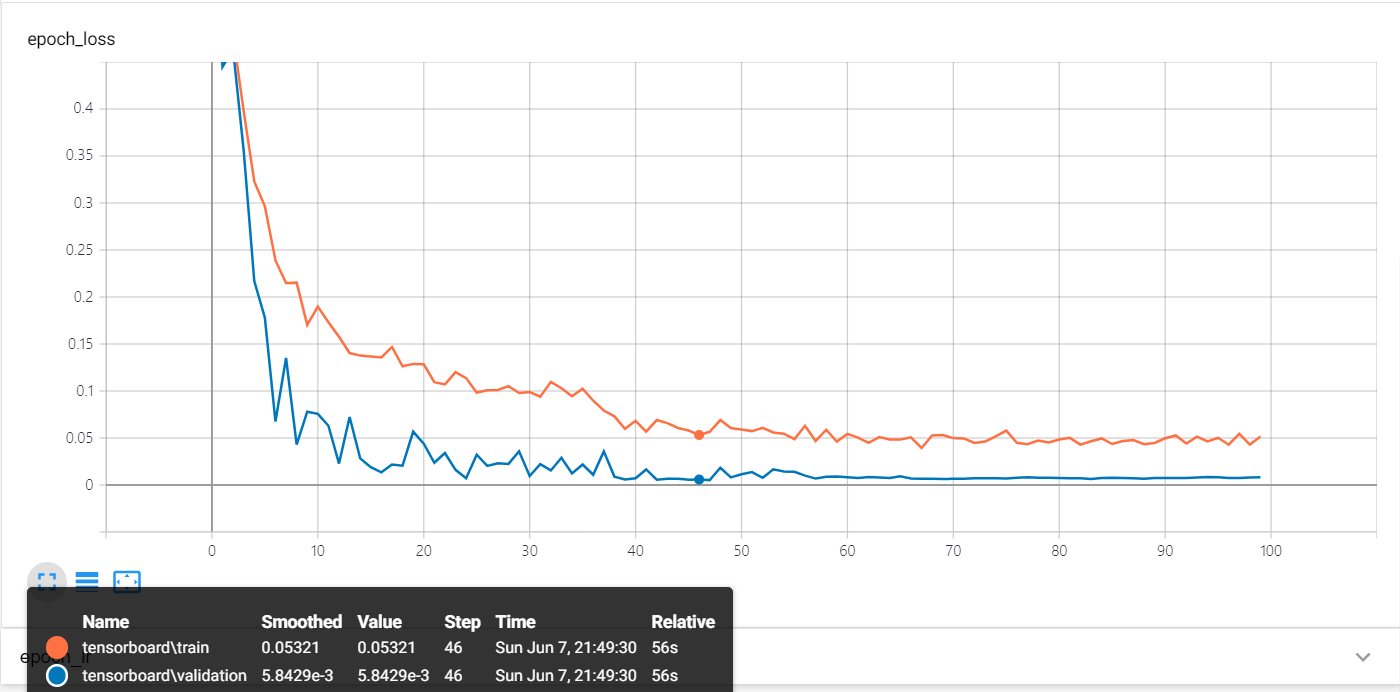 epoch_loss
0.4
0.35
0.3
0.25
0.2
0.15
0.1
0.05
0
0 10 20 30 40 50 60 70 80 90 100
Name Smoothed Value Step Time Relative
tensorboard\train 0.05321 0.05321 46 Sun Jun 7, 21:49:30 56s
epoch_lr
tensorboard\validation 5.8429e-3 5.8429e-3 46 Sun Jun 7, 21:49:30 56s